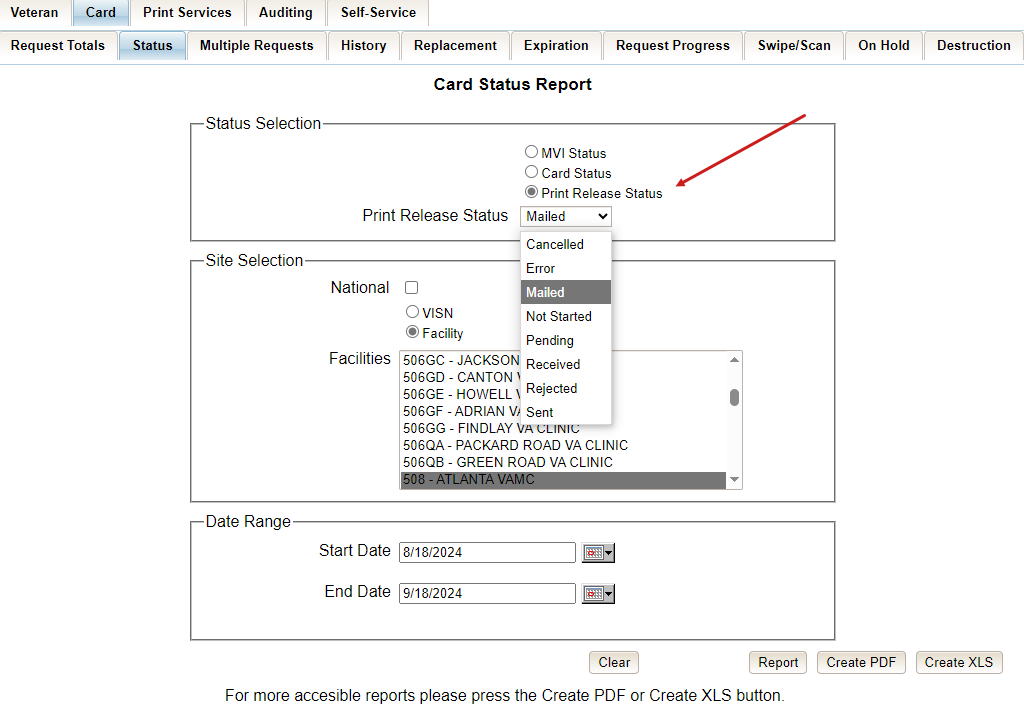 Veteran Card Print Services Auditing Self-Service
Request Totals Status Multiple Requests History Replacement Expiration Request Progress Swipe/Scan On Hold Destruction
Card Status Report
Status Selection
MVI Status
Card Status
Print Release Status
Print Release Status Mailed
Cancelled
Error
Mailed
Not Started
Pending
Received
Rejected
Sent
Site Selection
National
VISN
Facility
Facilities
506GC - JACKSON
506GD - CANTON
506GE - HOWELL
506GF - ADRIAN
506GG - FINDLAY VA CLINIC
506QA - PACKARD ROAD VA CLINIC
506QB - GREEN ROAD VA CLINIC
508 - ATLANTA VAMC
Date Range
Start Date 8/18/2024
End Date 9/18/2024
Clear Report Create PDF Create XLS
For more accesible reports please press the Create PDF or Create XLS button.